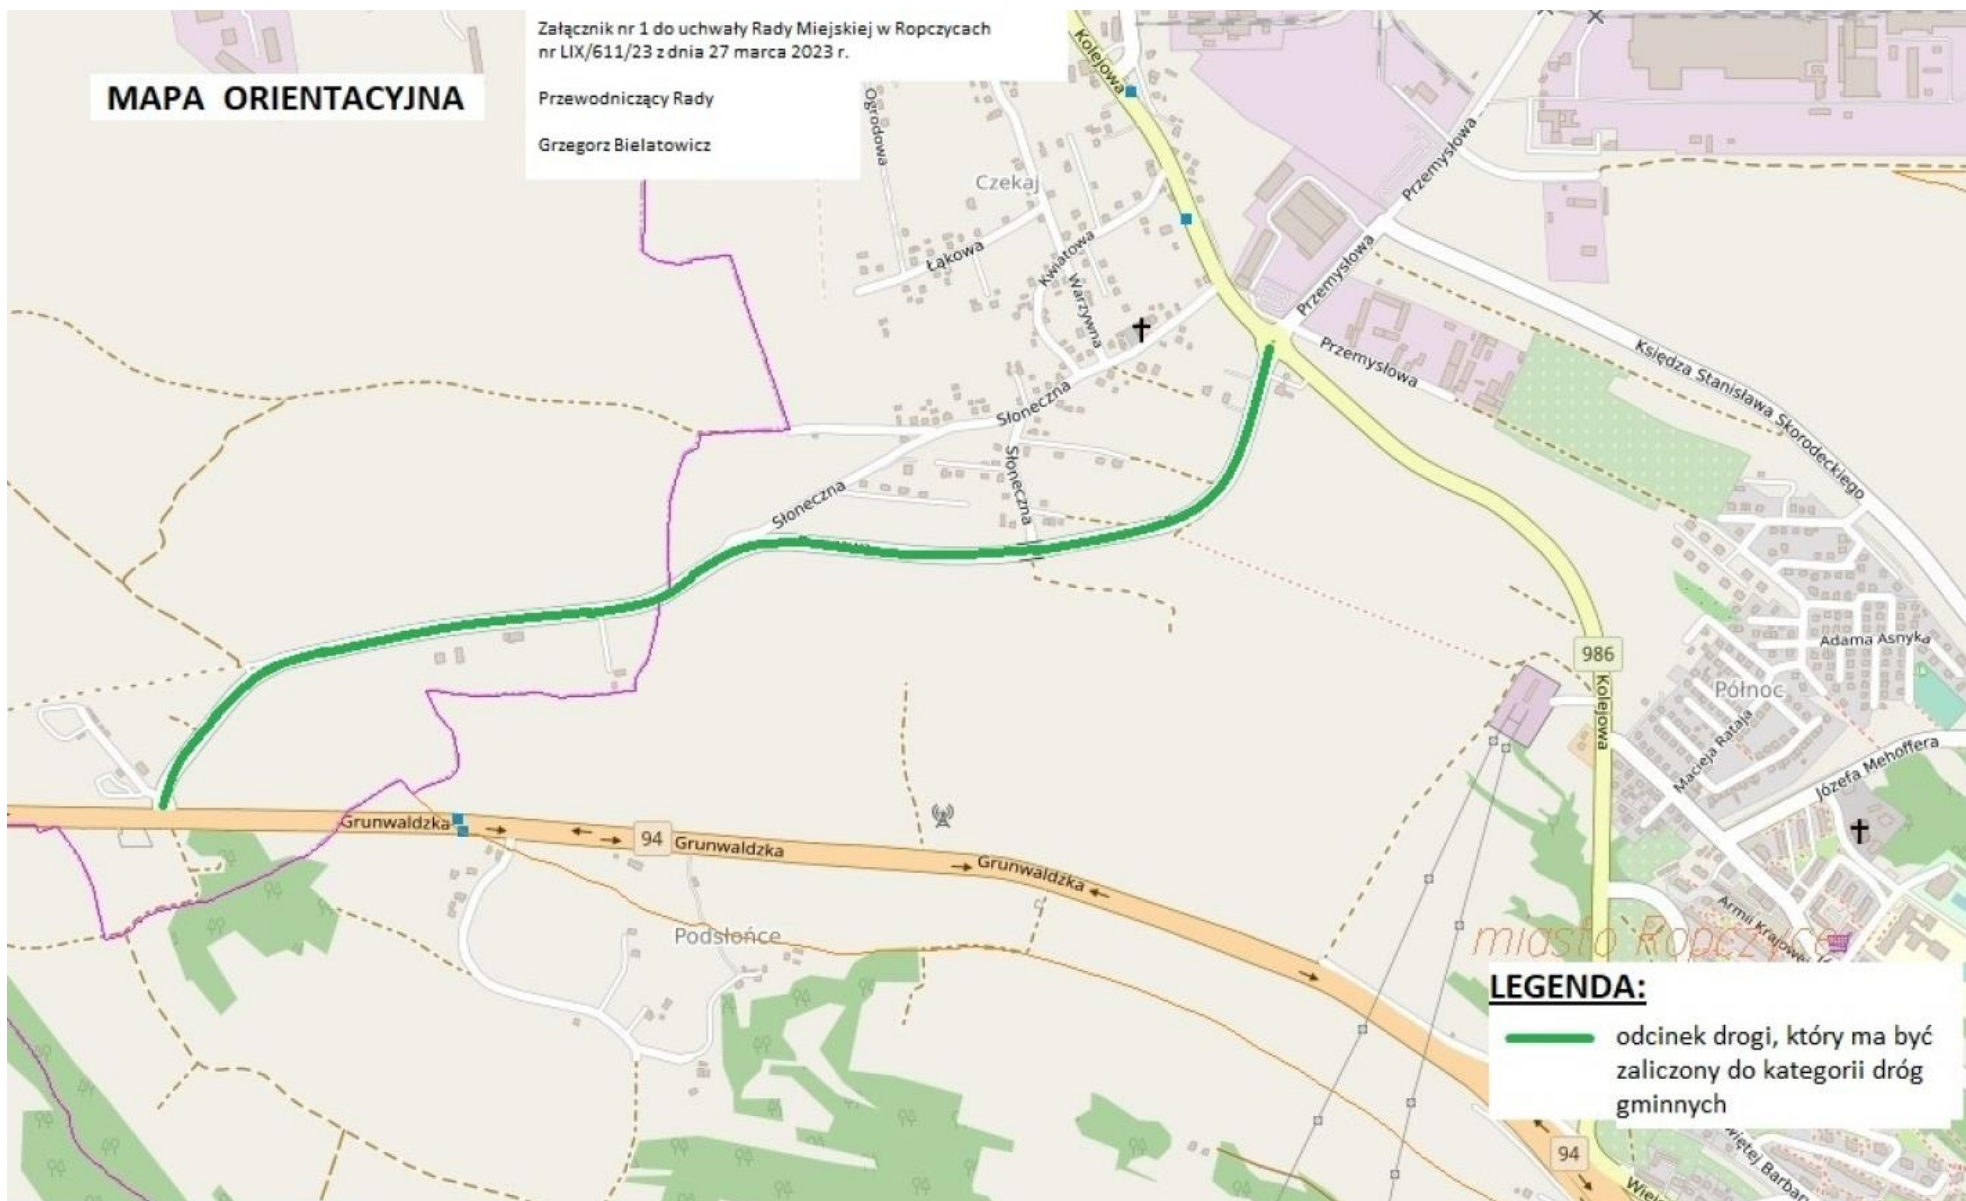 Załącznik nr 1 do uchwały Rady Miejskiej w Ropczycach
nr LIX/611/23 z dnia 27 marca 2023 r.
MAPA ORIENTACYJNA
Przewodniczący Rady
Grzegorz Bielatowicz
Kolejowa
Ogrodowa
Czekaj
Przemysłowa
Łąkowa
Kwiatowa
Warzywna
Przemysłowa
Przemysłowa
Księdza Stanisława Skorodeckiego
Słoneczna
Słoneczna
Słoneczna
986
Adama Asnyka
Kolejowa
Północ
Macieja Rataja
Józefa Mehoffera
Grunwaldzka
94
Grunwaldzka
Grunwaldzka
Armii Krajowej
Podsłońce
miasto Ropczyce
LEGENDA:
odcinek drogi, który ma być
zaliczony do kategorii dróg
gminnych
94